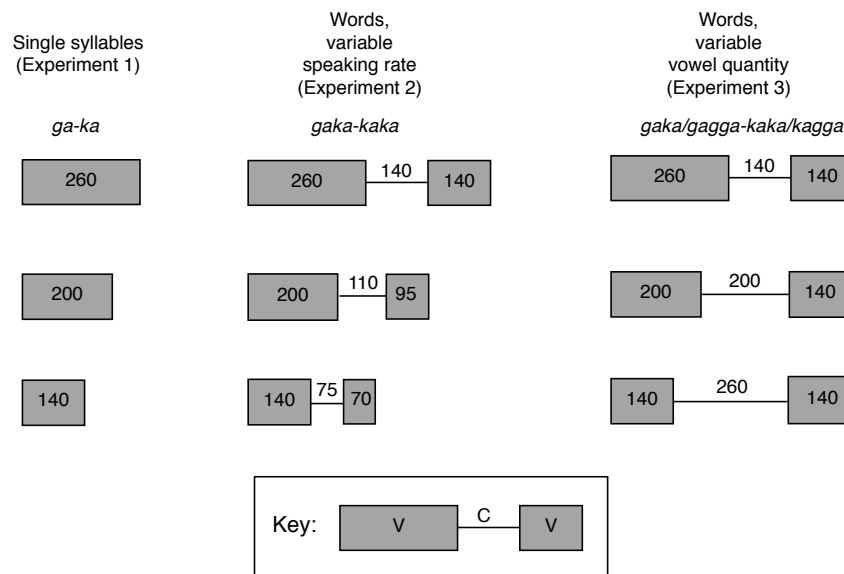 Single syllables
(Experiment 1)
Words,
variable
speaking rate
(Experiment 2)
Words,
variable
vowel quantity
(Experiment 3)
ga-ka
gaka-kaka
gaka/gagga-kaka/kagga
260
260 140 140
260 140 140
200
200 110 95
200 200 140
140
140 75 70
140 260 140
Key: V C V